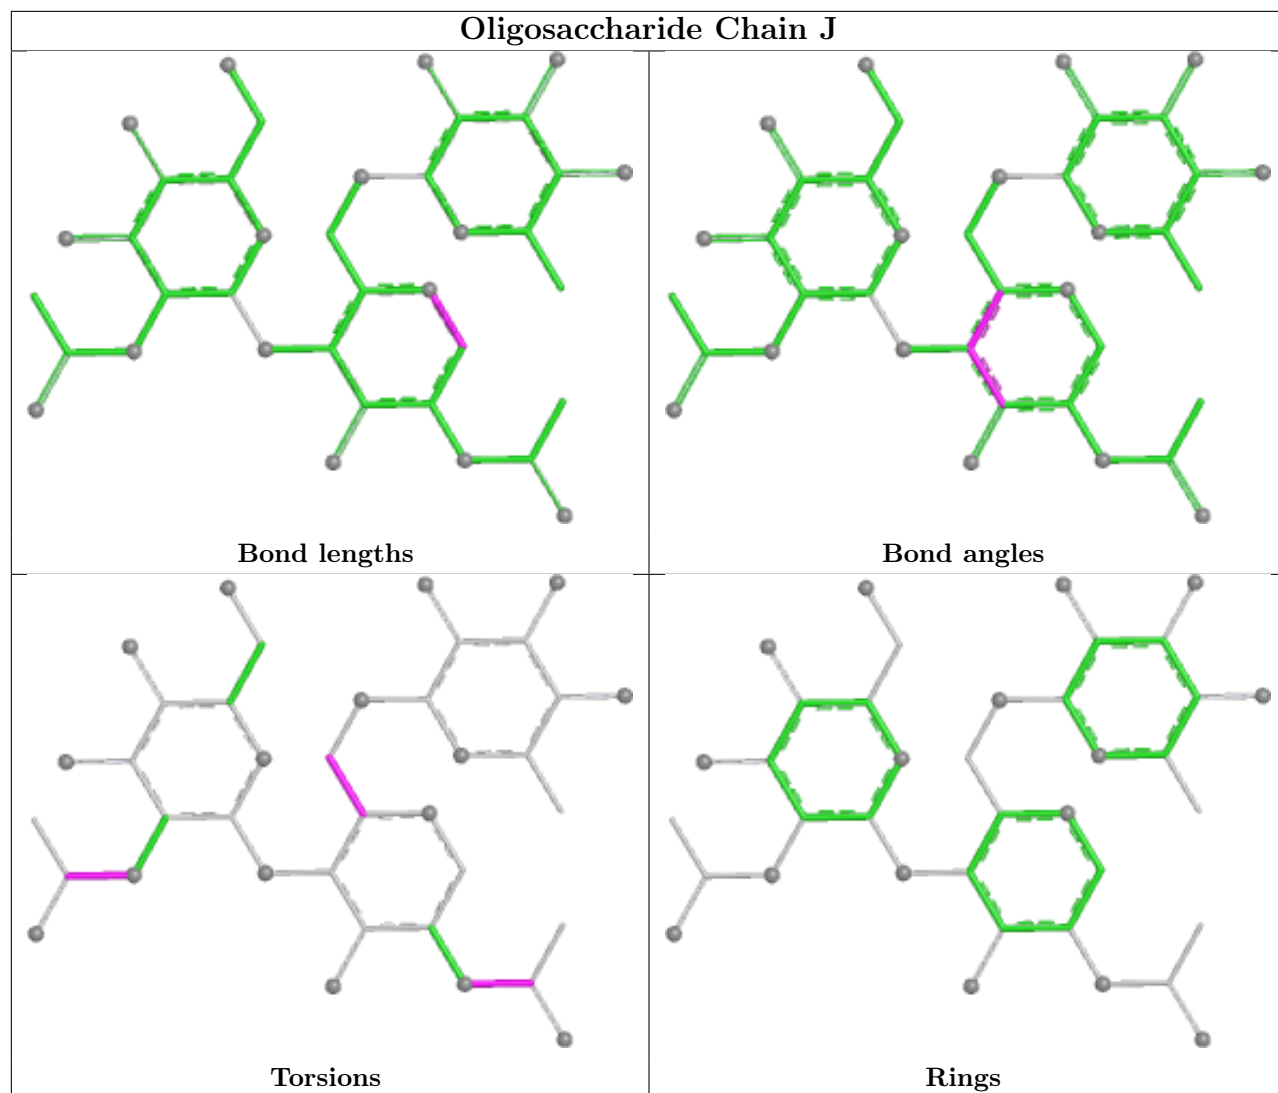 Oligosaccharide Chain J
Bond lengths
Bond angles
Torsions
Rings